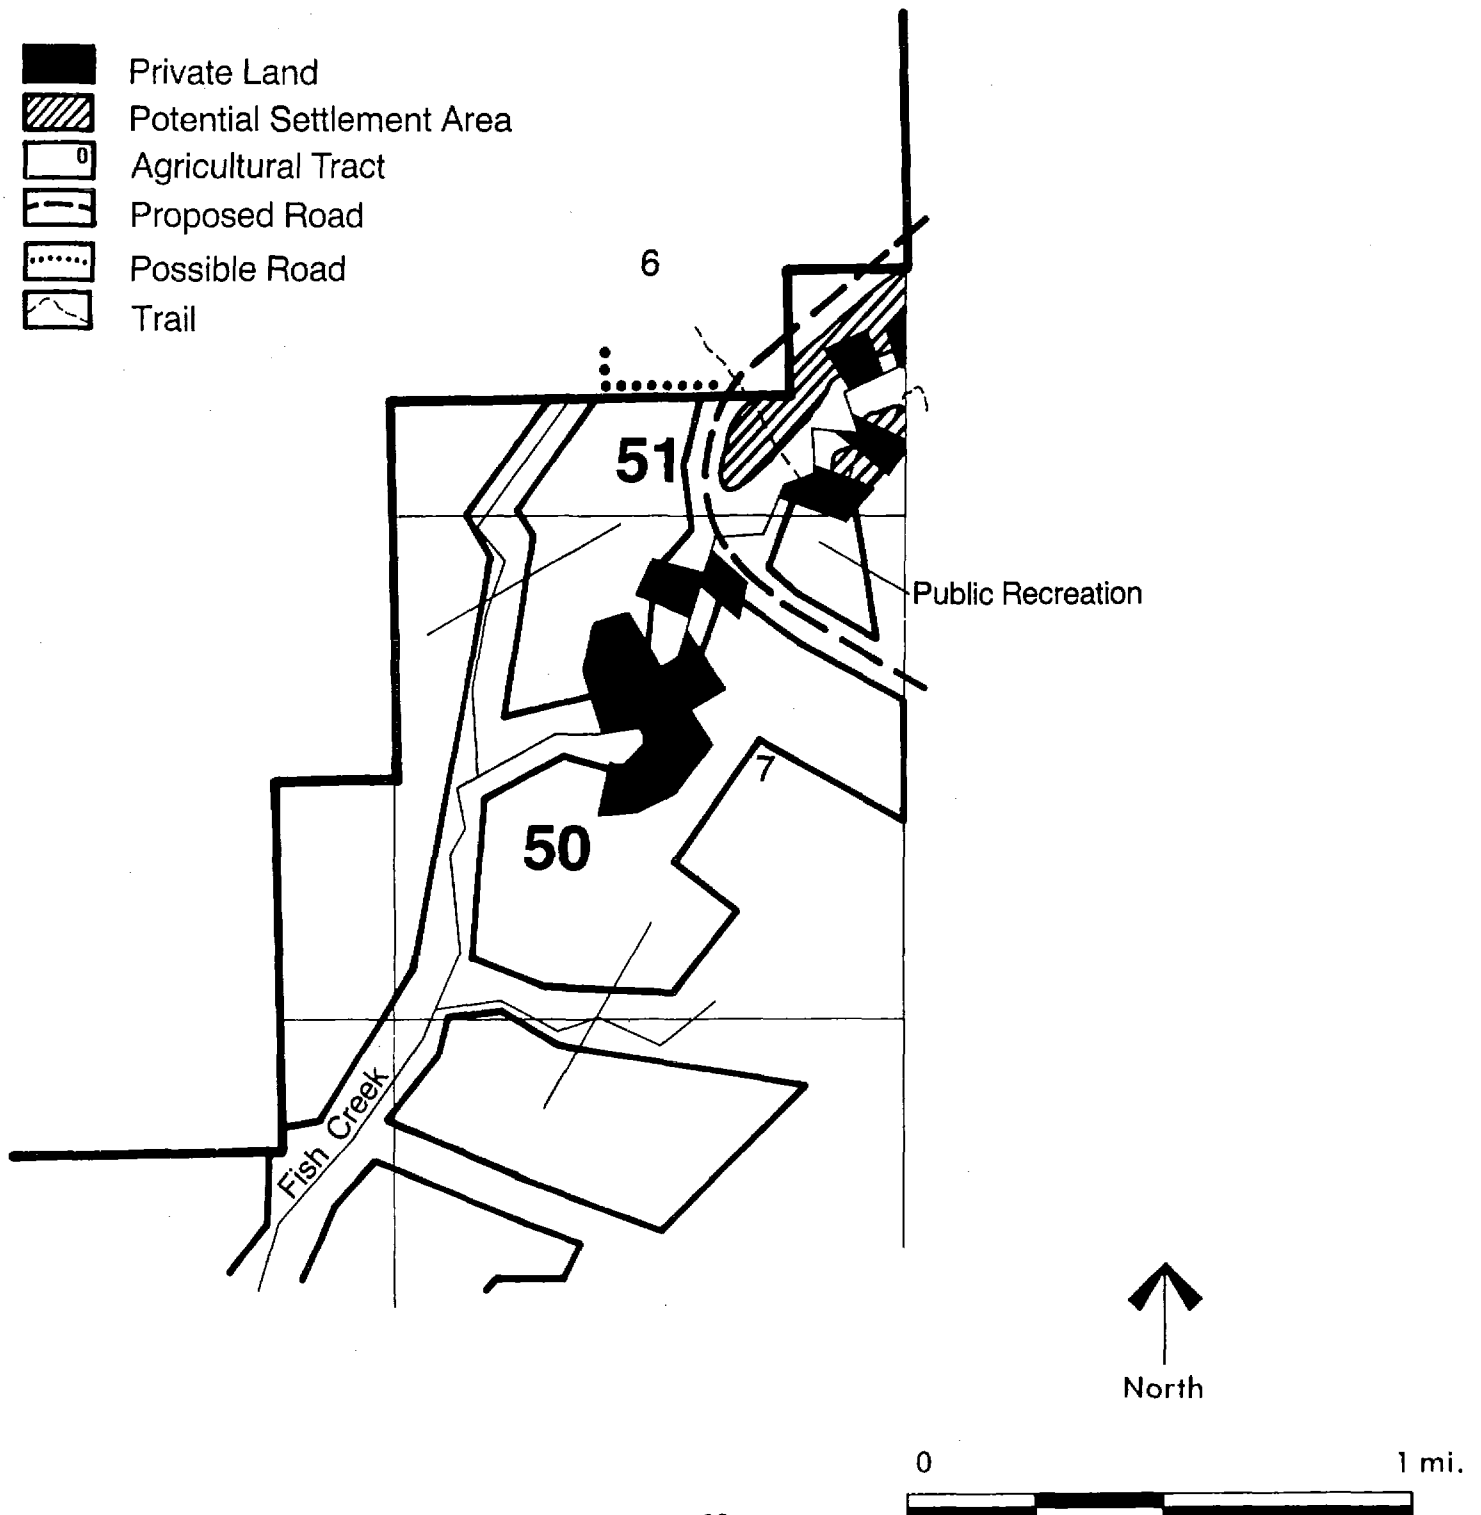 Private Land
Potential Settlement Area
0
Agricultural Tract
Proposed Road
Possible Road
Trail
6
51
Public Recreation
7
50
Fish Creek
North
0 1 mi.